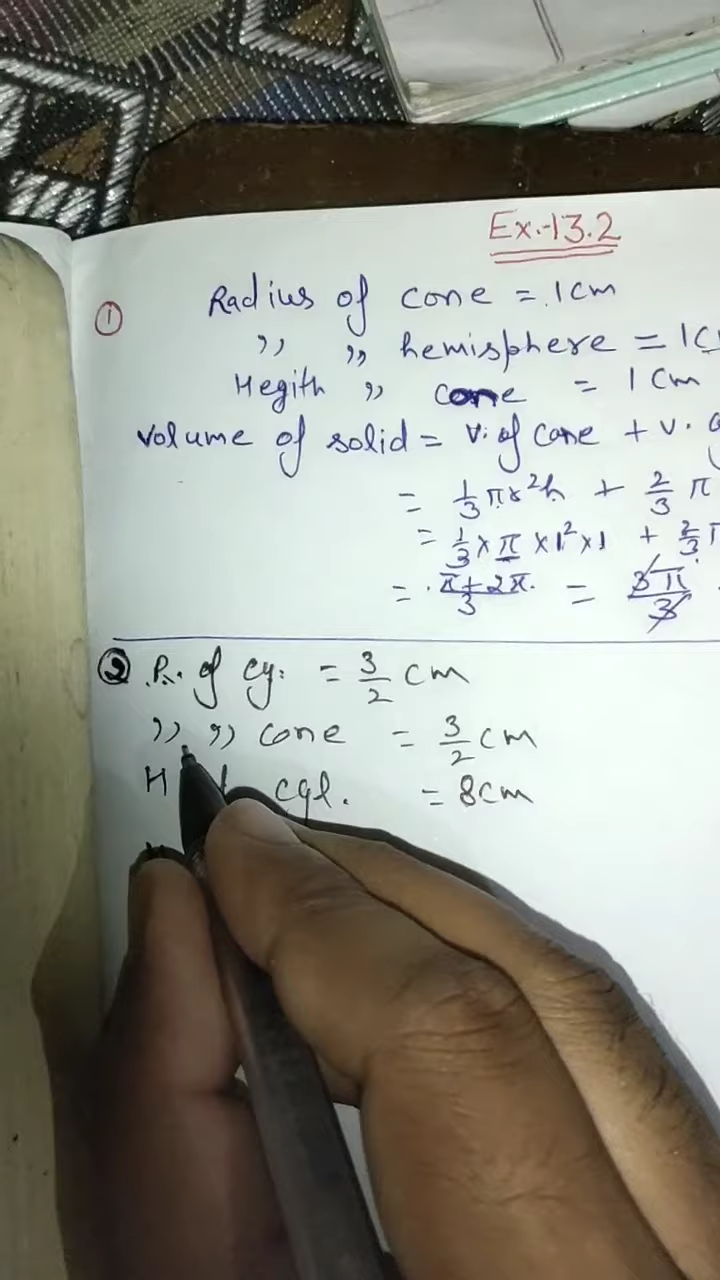 Ex.-13.2
① Radius of cone = 1cm
,, ,, hemisphere = 1c
Hegith ,, cone = 1 cm
Volume of solid = V. of Cone + V.
= 1/3 πr²h + 2/3 π
= 1/3 × π × 1² × 1 + 2/3 π
= π + 2π / 3 = 3π / 3
② R. of cy. = 3/2 cm
,, ,, cone = 3/2 cm
H cyl. = 8cm